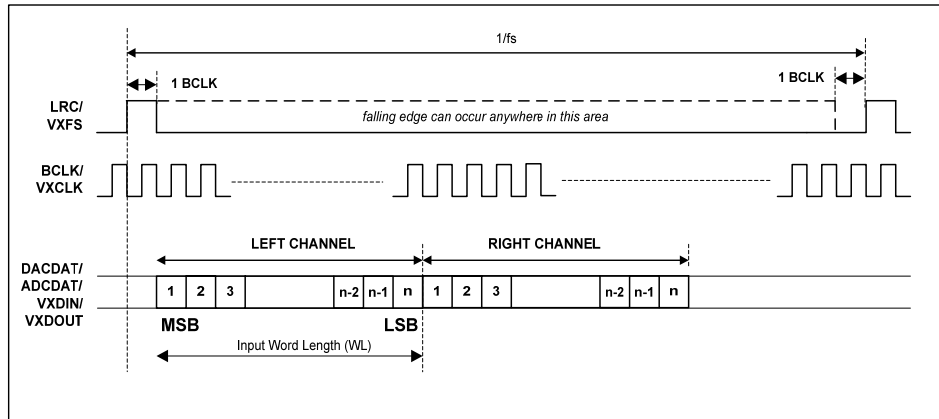 1/fs
1 BCLK
1 BCLK
LRC/
VXFS
falling edge can occur anywhere in this area
BCLK/
VXCLK
LEFT CHANNEL
RIGHT CHANNEL
DACDAT/
ADCDAT/
VXDIN/
VXDOUT
1 2 3 n-2 n-1 n 1 2 3 n-2 n-1 n
MSB
LSB
Input Word Length (WL)